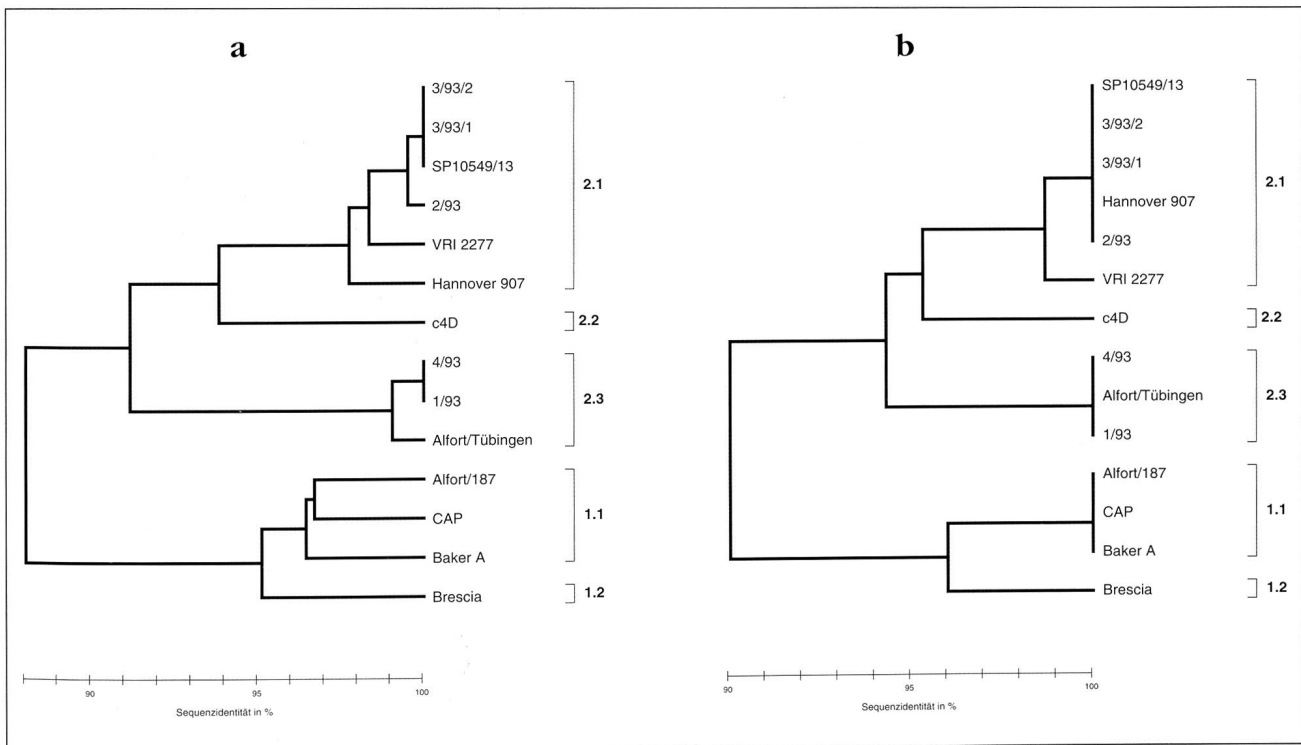 a
3/93/2
3/93/1
SP10549/13
2/93
VRI 2277
Hannover 907
2.1
c4D
2.2
4/93
1/93
Alfort/Tübingen
2.3
Alfort/187
CAP
Baker A
1.1
Brescia
1.2
90 95 100
Sequenzidentität in %
b
SP10549/13
3/93/2
3/93/1
Hannover 907
2/93
VRI 2277
2.1
c4D
2.2
4/93
Alfort/Tübingen
1/93
2.3
Alfort/187
CAP
Baker A
1.1
Brescia
1.2
90 95 100
Sequenzidentität in %